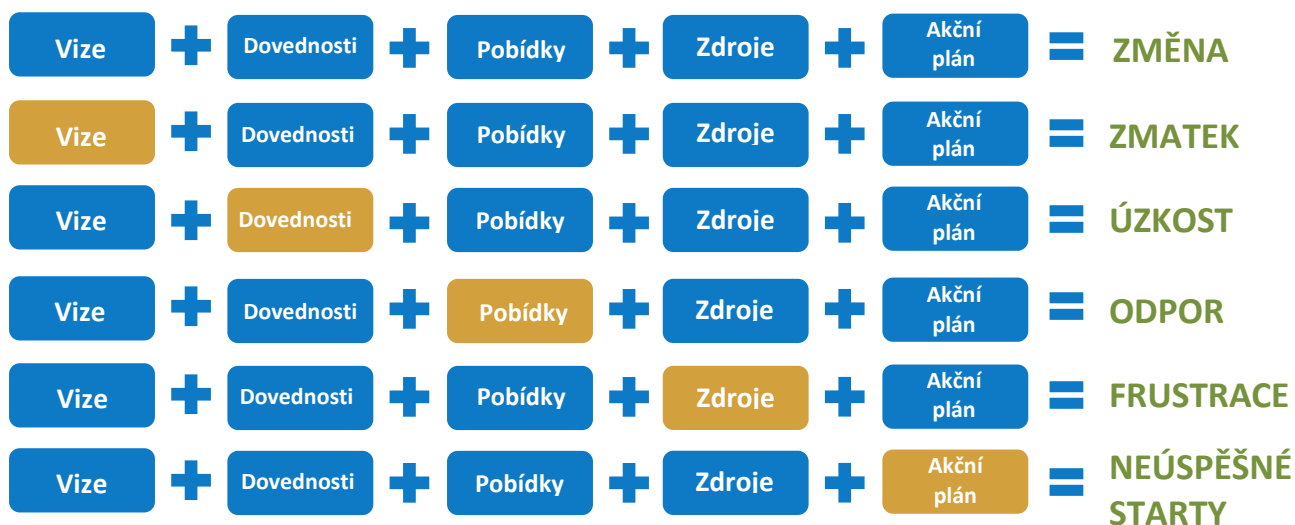 Vize + Dovednosti + Pobídky + Zdroje + Akční plán = ZMĚNA
Vize + Dovednosti + Pobídky + Zdroje + Akční plán = ZMATEK
Vize + Dovednosti + Pobídky + Zdroje + Akční plán = ÚZKOST
Vize + Dovednosti + Pobídky + Zdroje + Akční plán = ODPOR
Vize + Dovednosti + Pobídky + Zdroje + Akční plán = FRUSTRACE
Vize + Dovednosti + Pobídky + Zdroje + Akční plán = NEÚSPĚŠNÉ STARTY